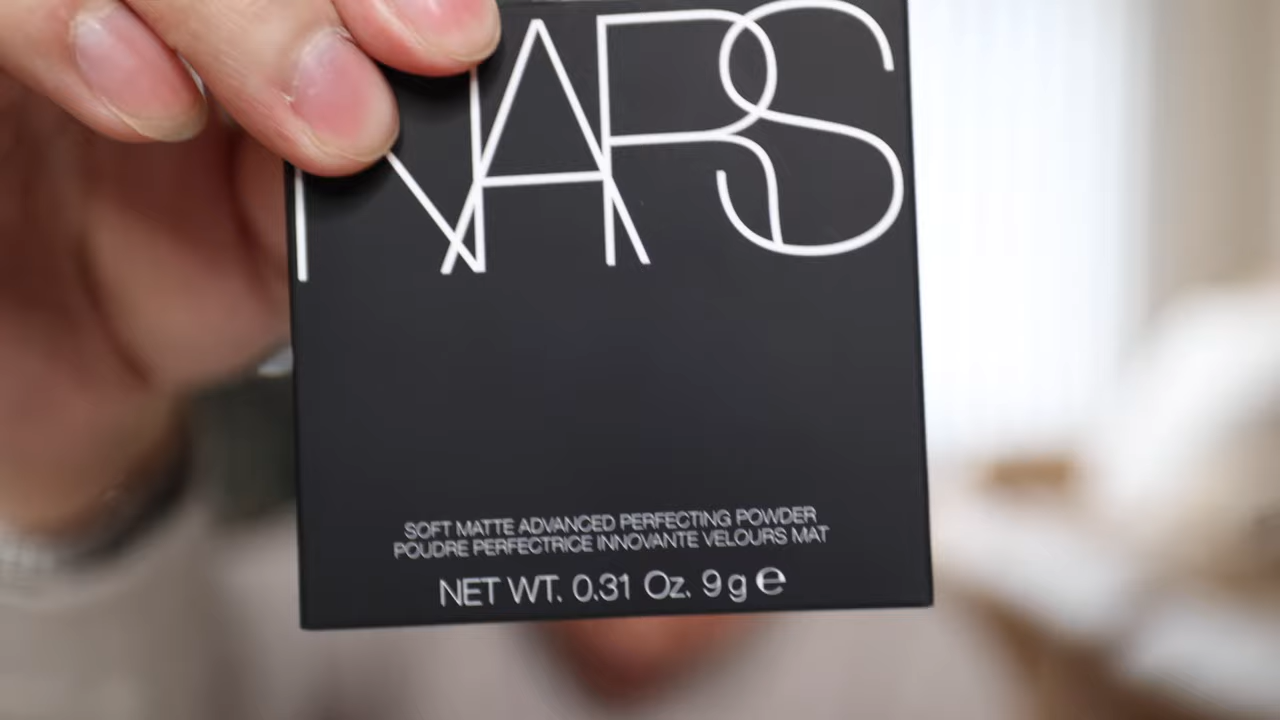 NARS
SOFT MATTE ADVANCED PERFECTING POWDER
POUDRE PERFECTRICE INNOVANTE VELOURS MAT
NET WT. 0.31 Oz. 9 g ℮